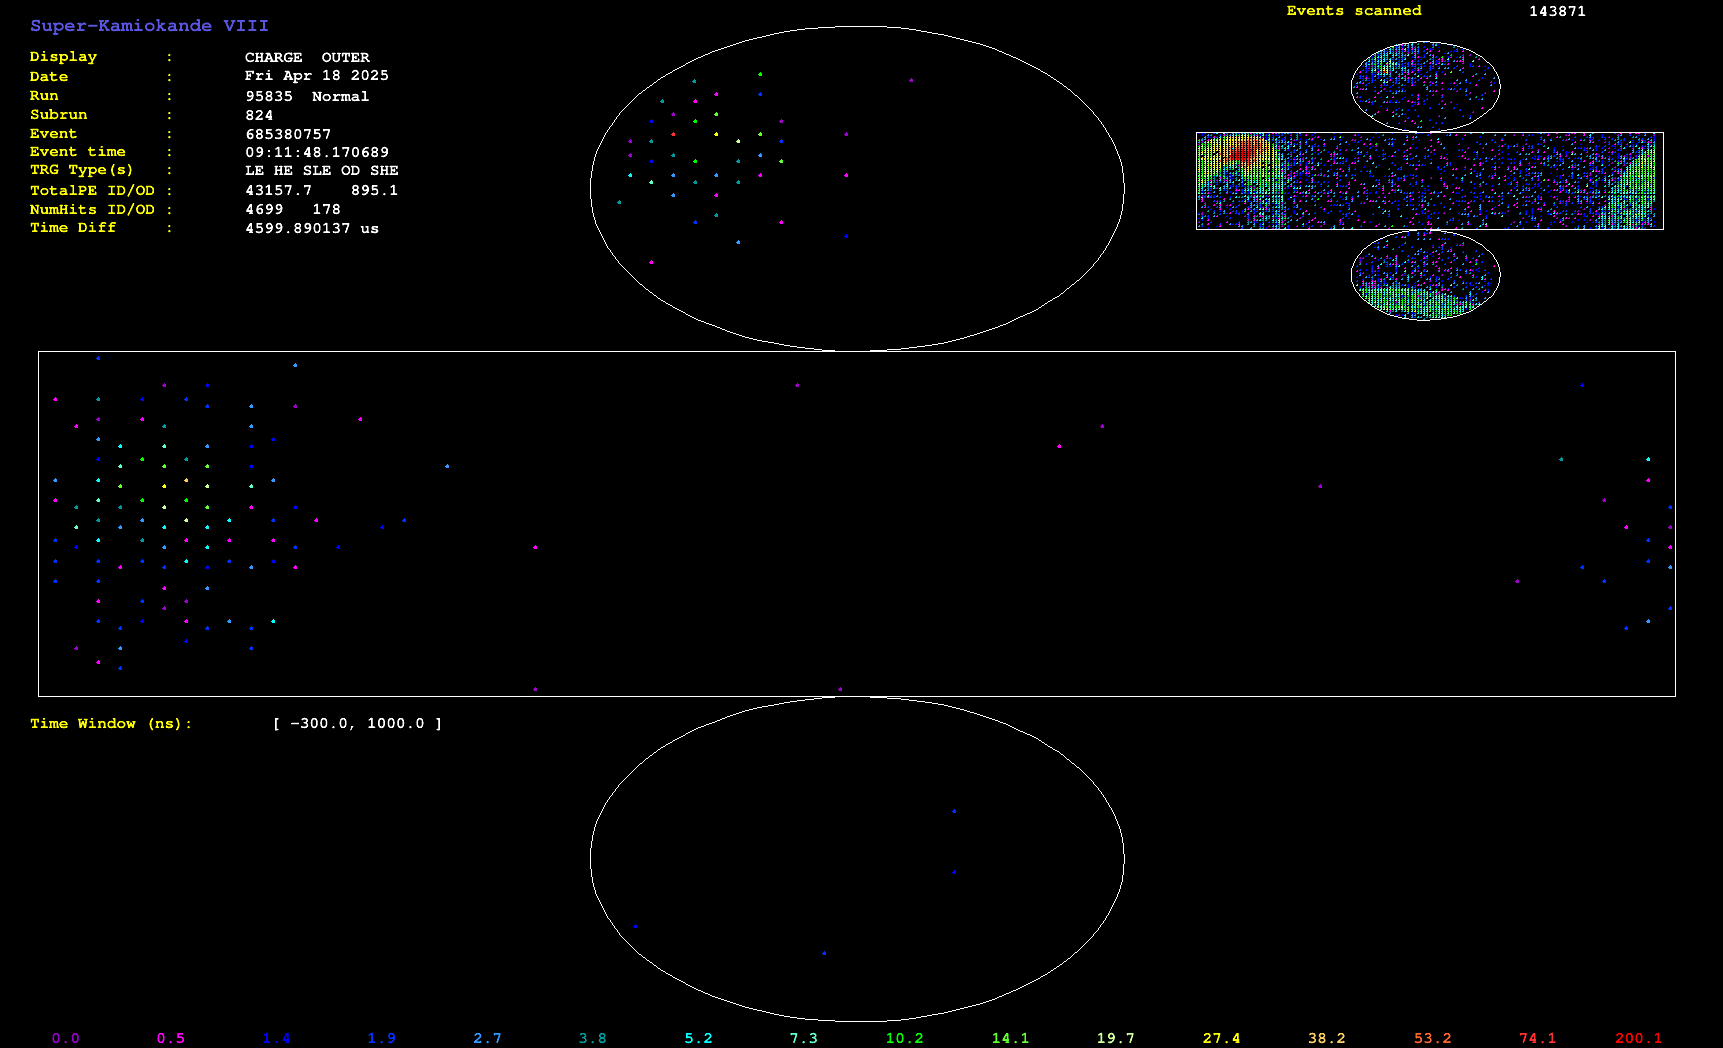 Super-Kamiokande VIII
Display : CHARGE OUTER
Date : Fri Apr 18 2025
Run : 95835 Normal
Subrun : 824
Event : 685380757
Event time : 09:11:48.170689
TRG Type(s) : LE HE SLE OD SHE
TotalPE ID/OD : 43157.7 895.1
NumHits ID/OD : 4699 178
Time Diff : 4599.890137 us
Events scanned 143871
Time Window (ns): [ -300.0, 1000.0 ]
0.0 0.5 1.4 1.9 2.7 3.8 5.2 7.3 10.2 14.1 19.7 27.4 38.2 53.2 74.1 200.1